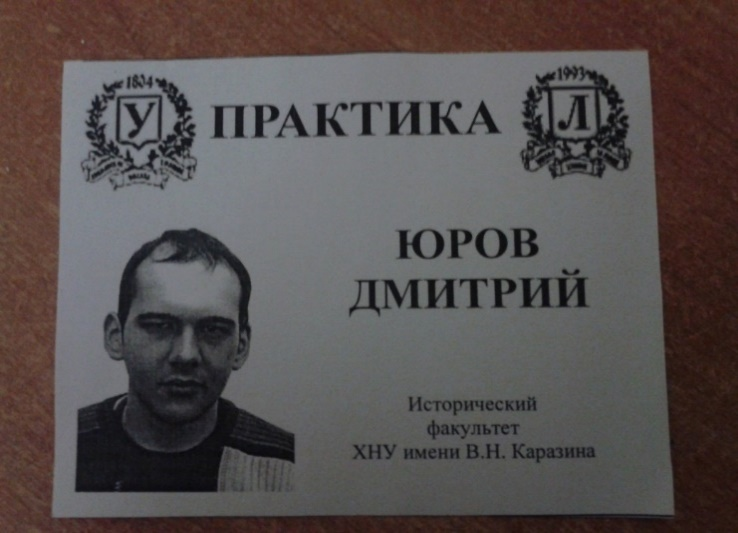 1804
У
ПРАКТИКА
1993
Л
ЮРОВ
ДМИТРИЙ
Исторический
факультет
ХНУ имени В.Н. Каразина